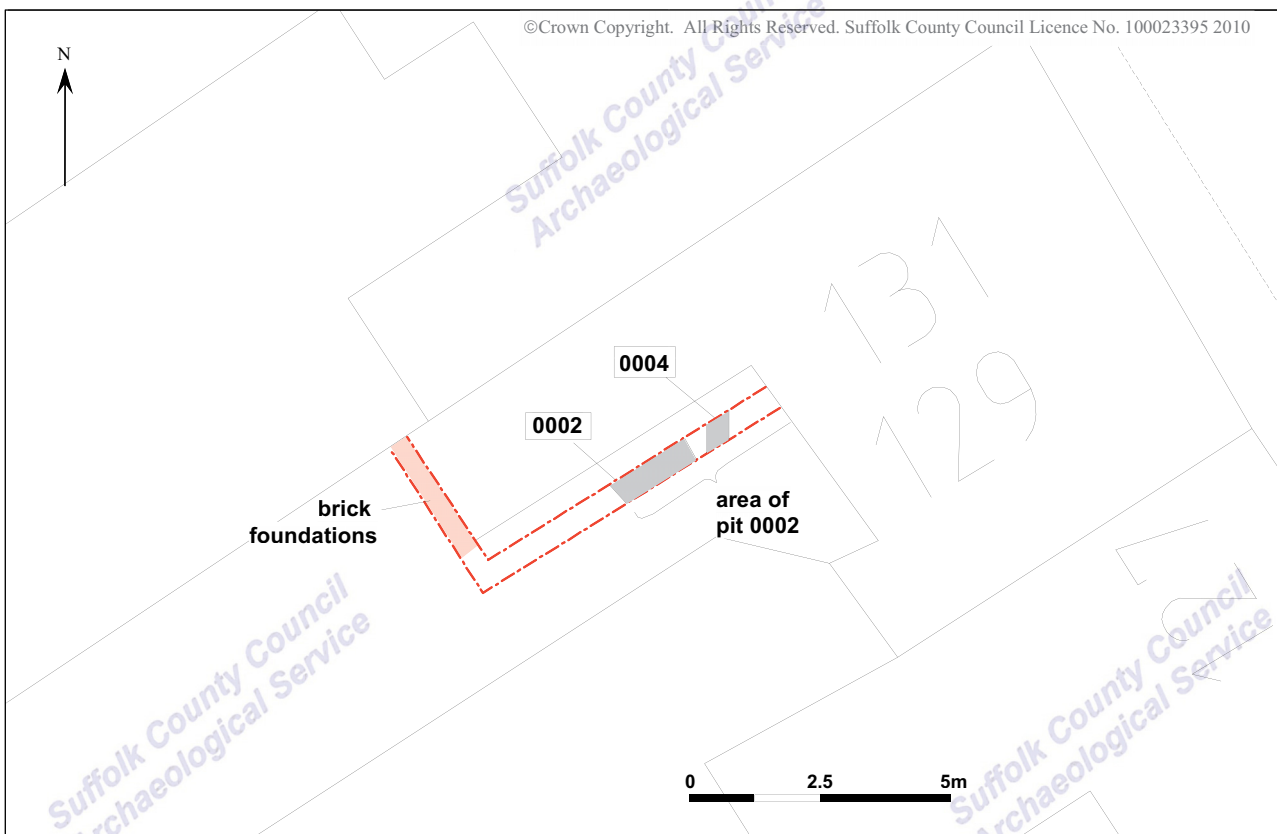 ©Crown Copyright. All Rights Reserved. Suffolk County Council Licence No. 100023395 2010
N
Suffolk County Council
Archaeological Service
131
129
0004
0002
brick
foundations
area of
pit 0002
Suffolk County Council
Archaeological Service
Suffolk County Council
Archaeological Service
0 2.5 5m